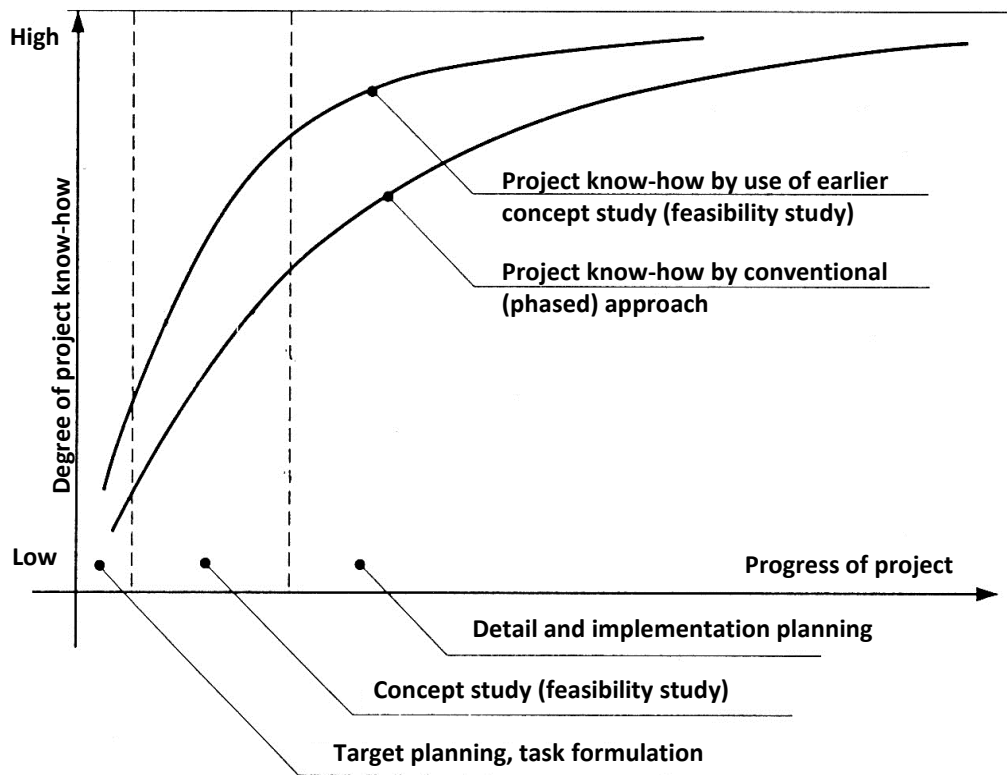 High
Degree of project know-how
Project know-how by use of earlier
concept study (feasibility study)
Project know-how by conventional
(phased) approach
Low
Progress of project
Detail and implementation planning
Concept study (feasibility study)
Target planning, task formulation